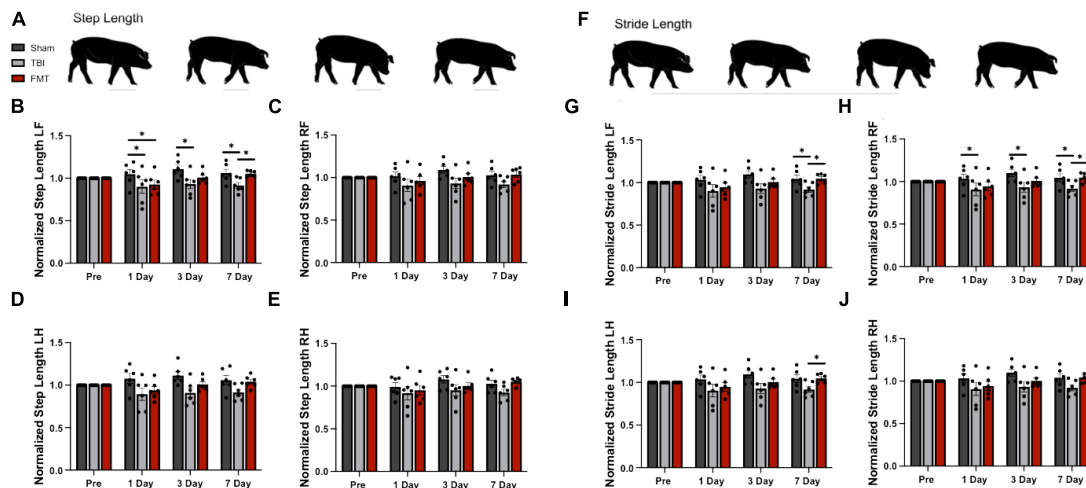 A
Step Length
F
Stride Length
Sham
TBI
FMT
B
Normalized Step Length LF
1.5
1.0
0.5
0.0
*
*
*
*
*
Pre
1 Day
3 Day
7 Day
C
Normalized Step Length RF
1.5
1.0
0.5
0.0
Pre
1 Day
3 Day
7 Day
G
Normalized Stride Length LF
1.5
1.0
0.5
0.0
*
*
Pre
1 Day
3 Day
7 Day
H
Normalized Stride Length RF
1.5
1.0
0.5
0.0
*
*
*
*
Pre
1 Day
3 Day
7 Day
D
Normalized Step Length LH
1.5
1.0
0.5
0.0
Pre
1 Day
3 Day
7 Day
E
Normalized Step Length RH
1.5
1.0
0.5
0.0
Pre
1 Day
3 Day
7 Day
I
Normalized Stride Length LH
1.5
1.0
0.5
0.0
*
Pre
1 Day
3 Day
7 Day
J
Normalized Stride Length RH
1.5
1.0
0.5
0.0
Pre
1 Day
3 Day
7 Day